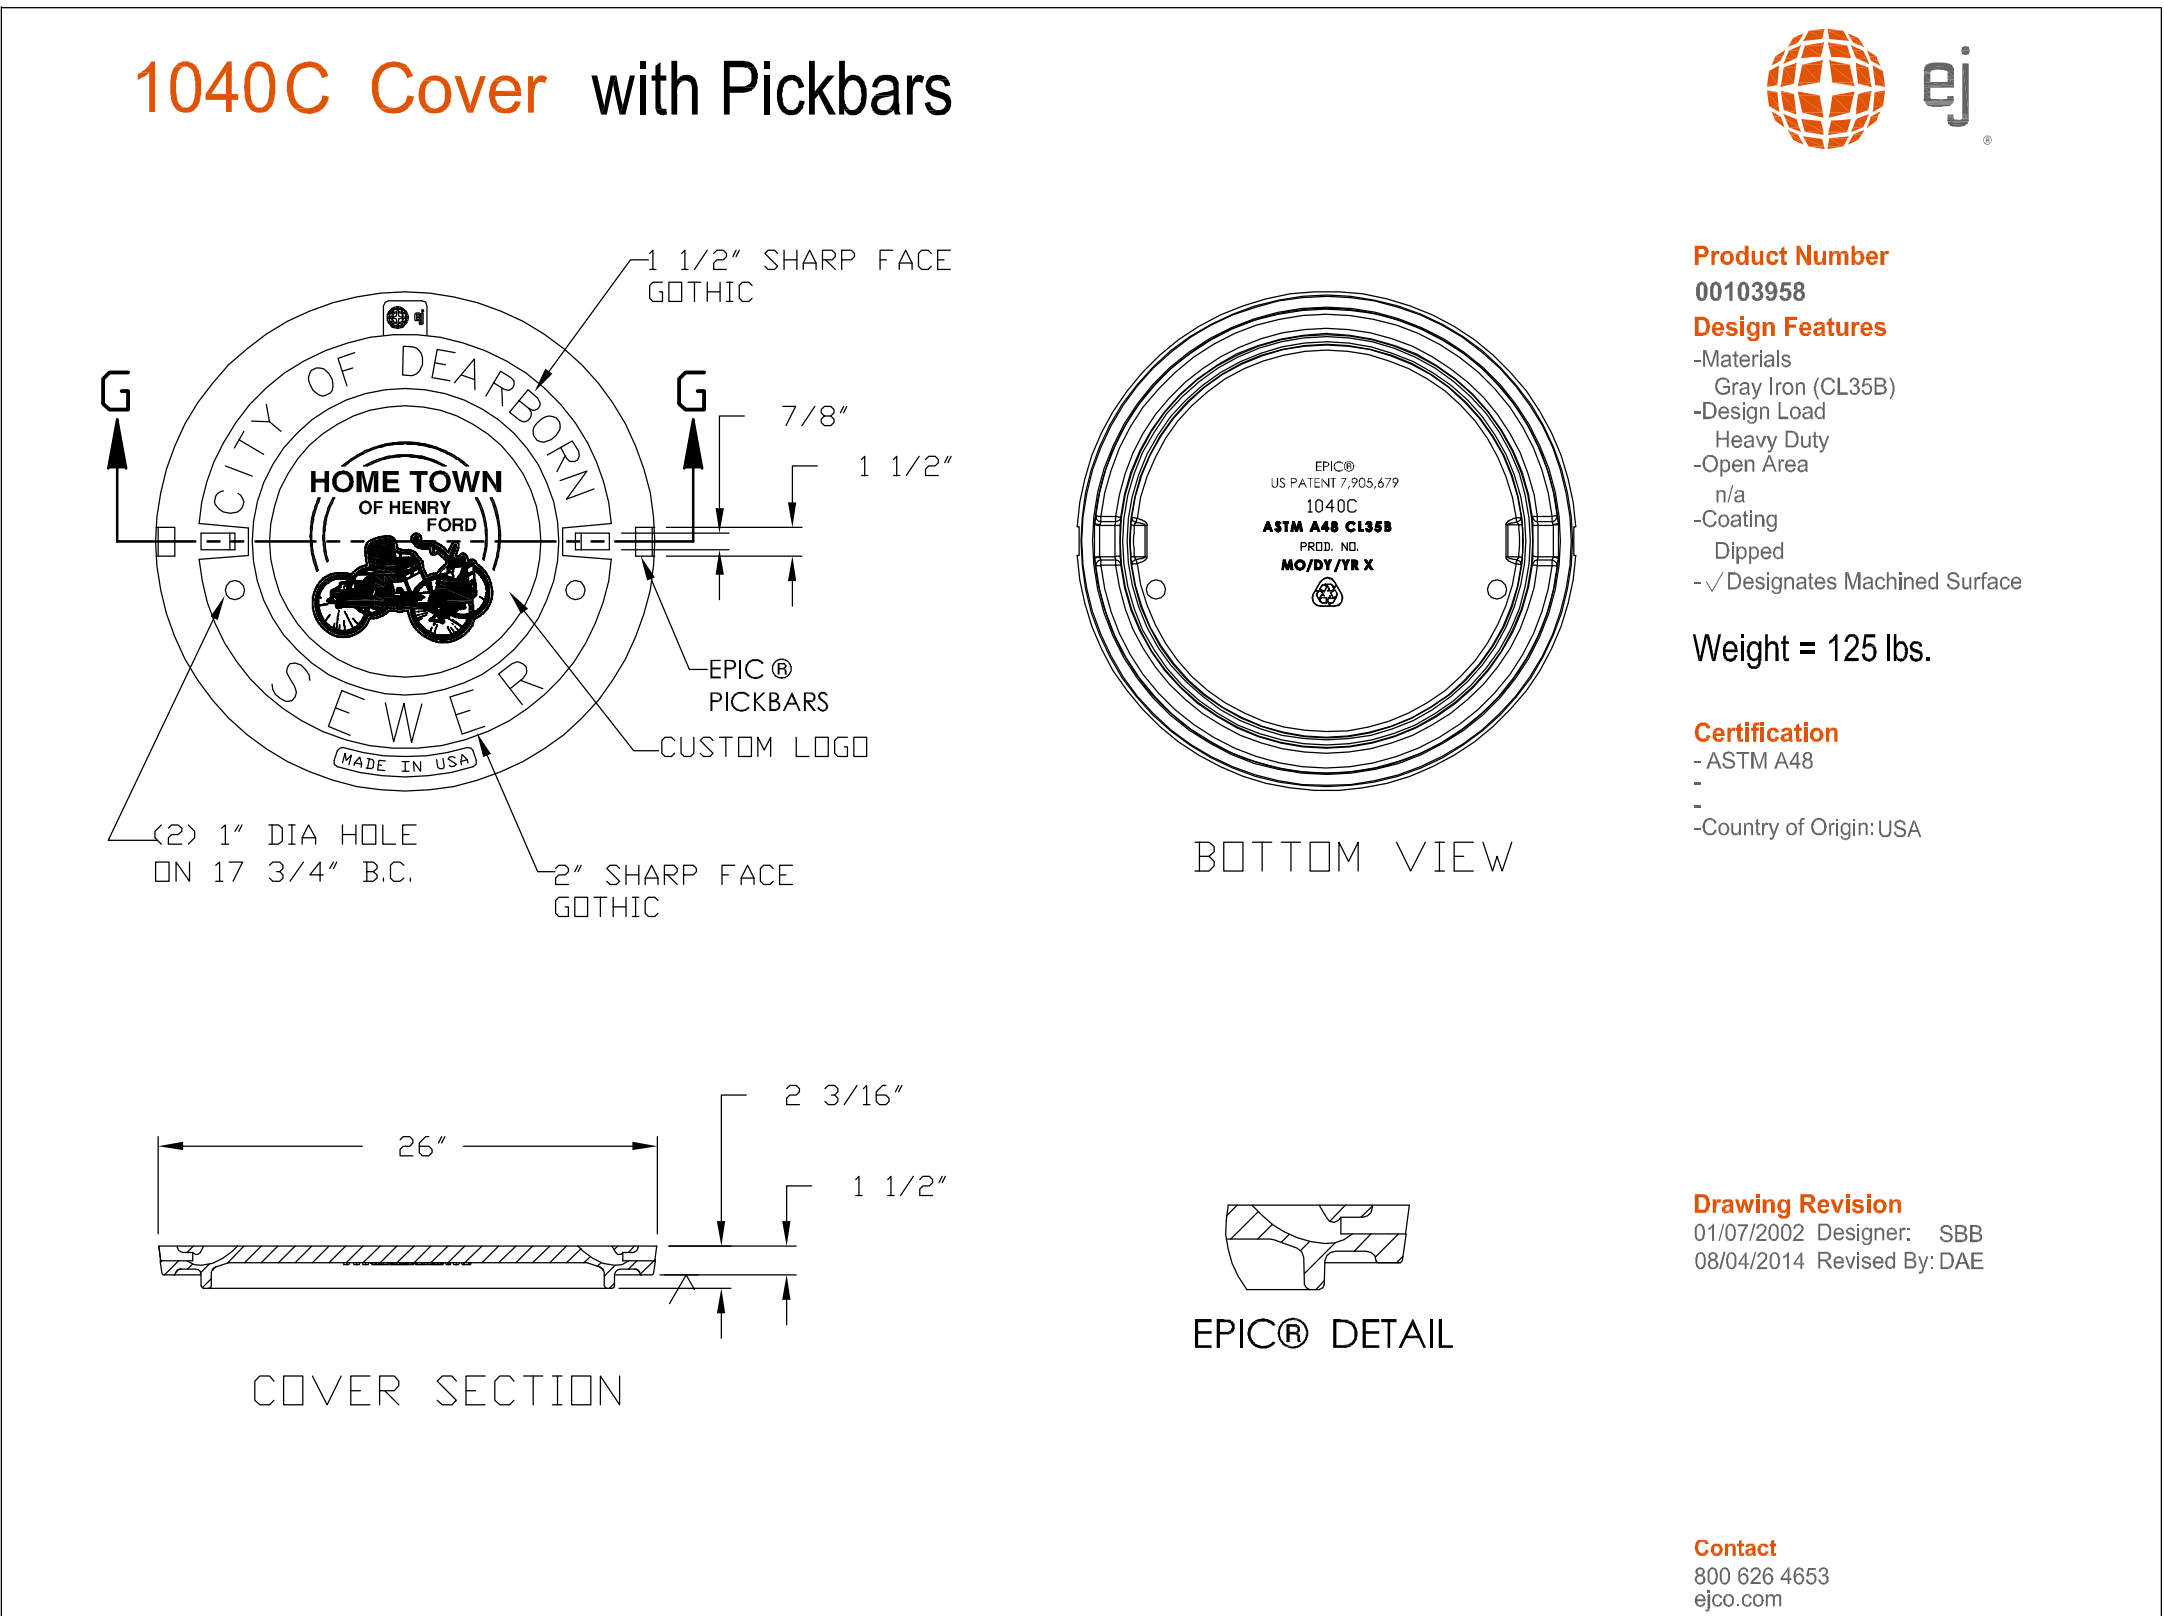 1040C Cover with Pickbars
ej
®
1 1/2" SHARP FACE
GOTHIC
CITY OF DEARBORN
G
G
7/8"
1 1/2"
HOME TOWN
OF HENRY
FORD
SEWER
MADE IN USA
EPIC ®
PICKBARS
CUSTOM LOGO
(2) 1" DIA HOLE
ON 17 3/4" B.C.
2" SHARP FACE
GOTHIC
EPIC®
US PATENT 7,905,679
1040C
ASTM A48 CL35B
PROD. NO.
MO/DY/YR X
BOTTOM VIEW
Product Number
00103958
Design Features
-Materials
Gray Iron (CL35B)
-Design Load
Heavy Duty
-Open Area
n/a
-Coating
Dipped
- √ Designates Machined Surface
Weight = 125 lbs.
Certification
- ASTM A48
-
-
-Country of Origin: USA
2 3/16"
26"
1 1/2"
COVER SECTION
EPIC® DETAIL
Drawing Revision
01/07/2002 Designer: SBB
08/04/2014 Revised By: DAE
Contact
800 626 4653
ejco.com